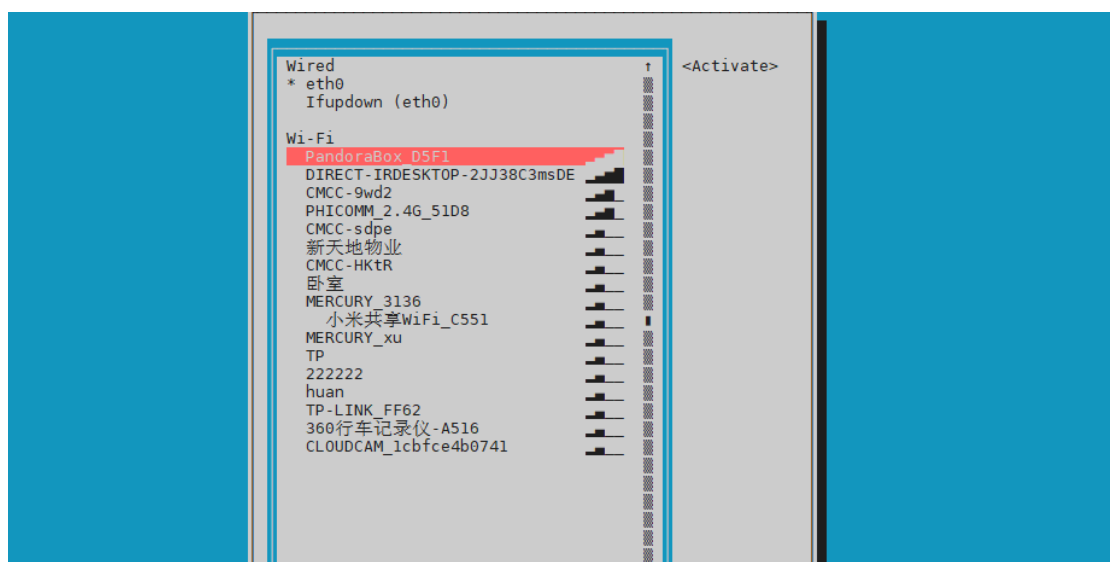 Wired ↑ <Activate>
* eth0
Ifupdown (eth0)
Wi-Fi
PandoraBox_D5F1
DIRECT-IRDESKTOP-2JJ38C3msDE
CMCC-9wd2
PHICOMM_2.4G_51D8
CMCC-sdpe
新天地物业
CMCC-HKtR
卧室
MERCURY_3136
小米共享WiFi_C551
MERCURY_xu
TP
222222
huan
TP-LINK_FF62
360行车记录仪-A516
CLOUDCAM_1cbfce4b0741